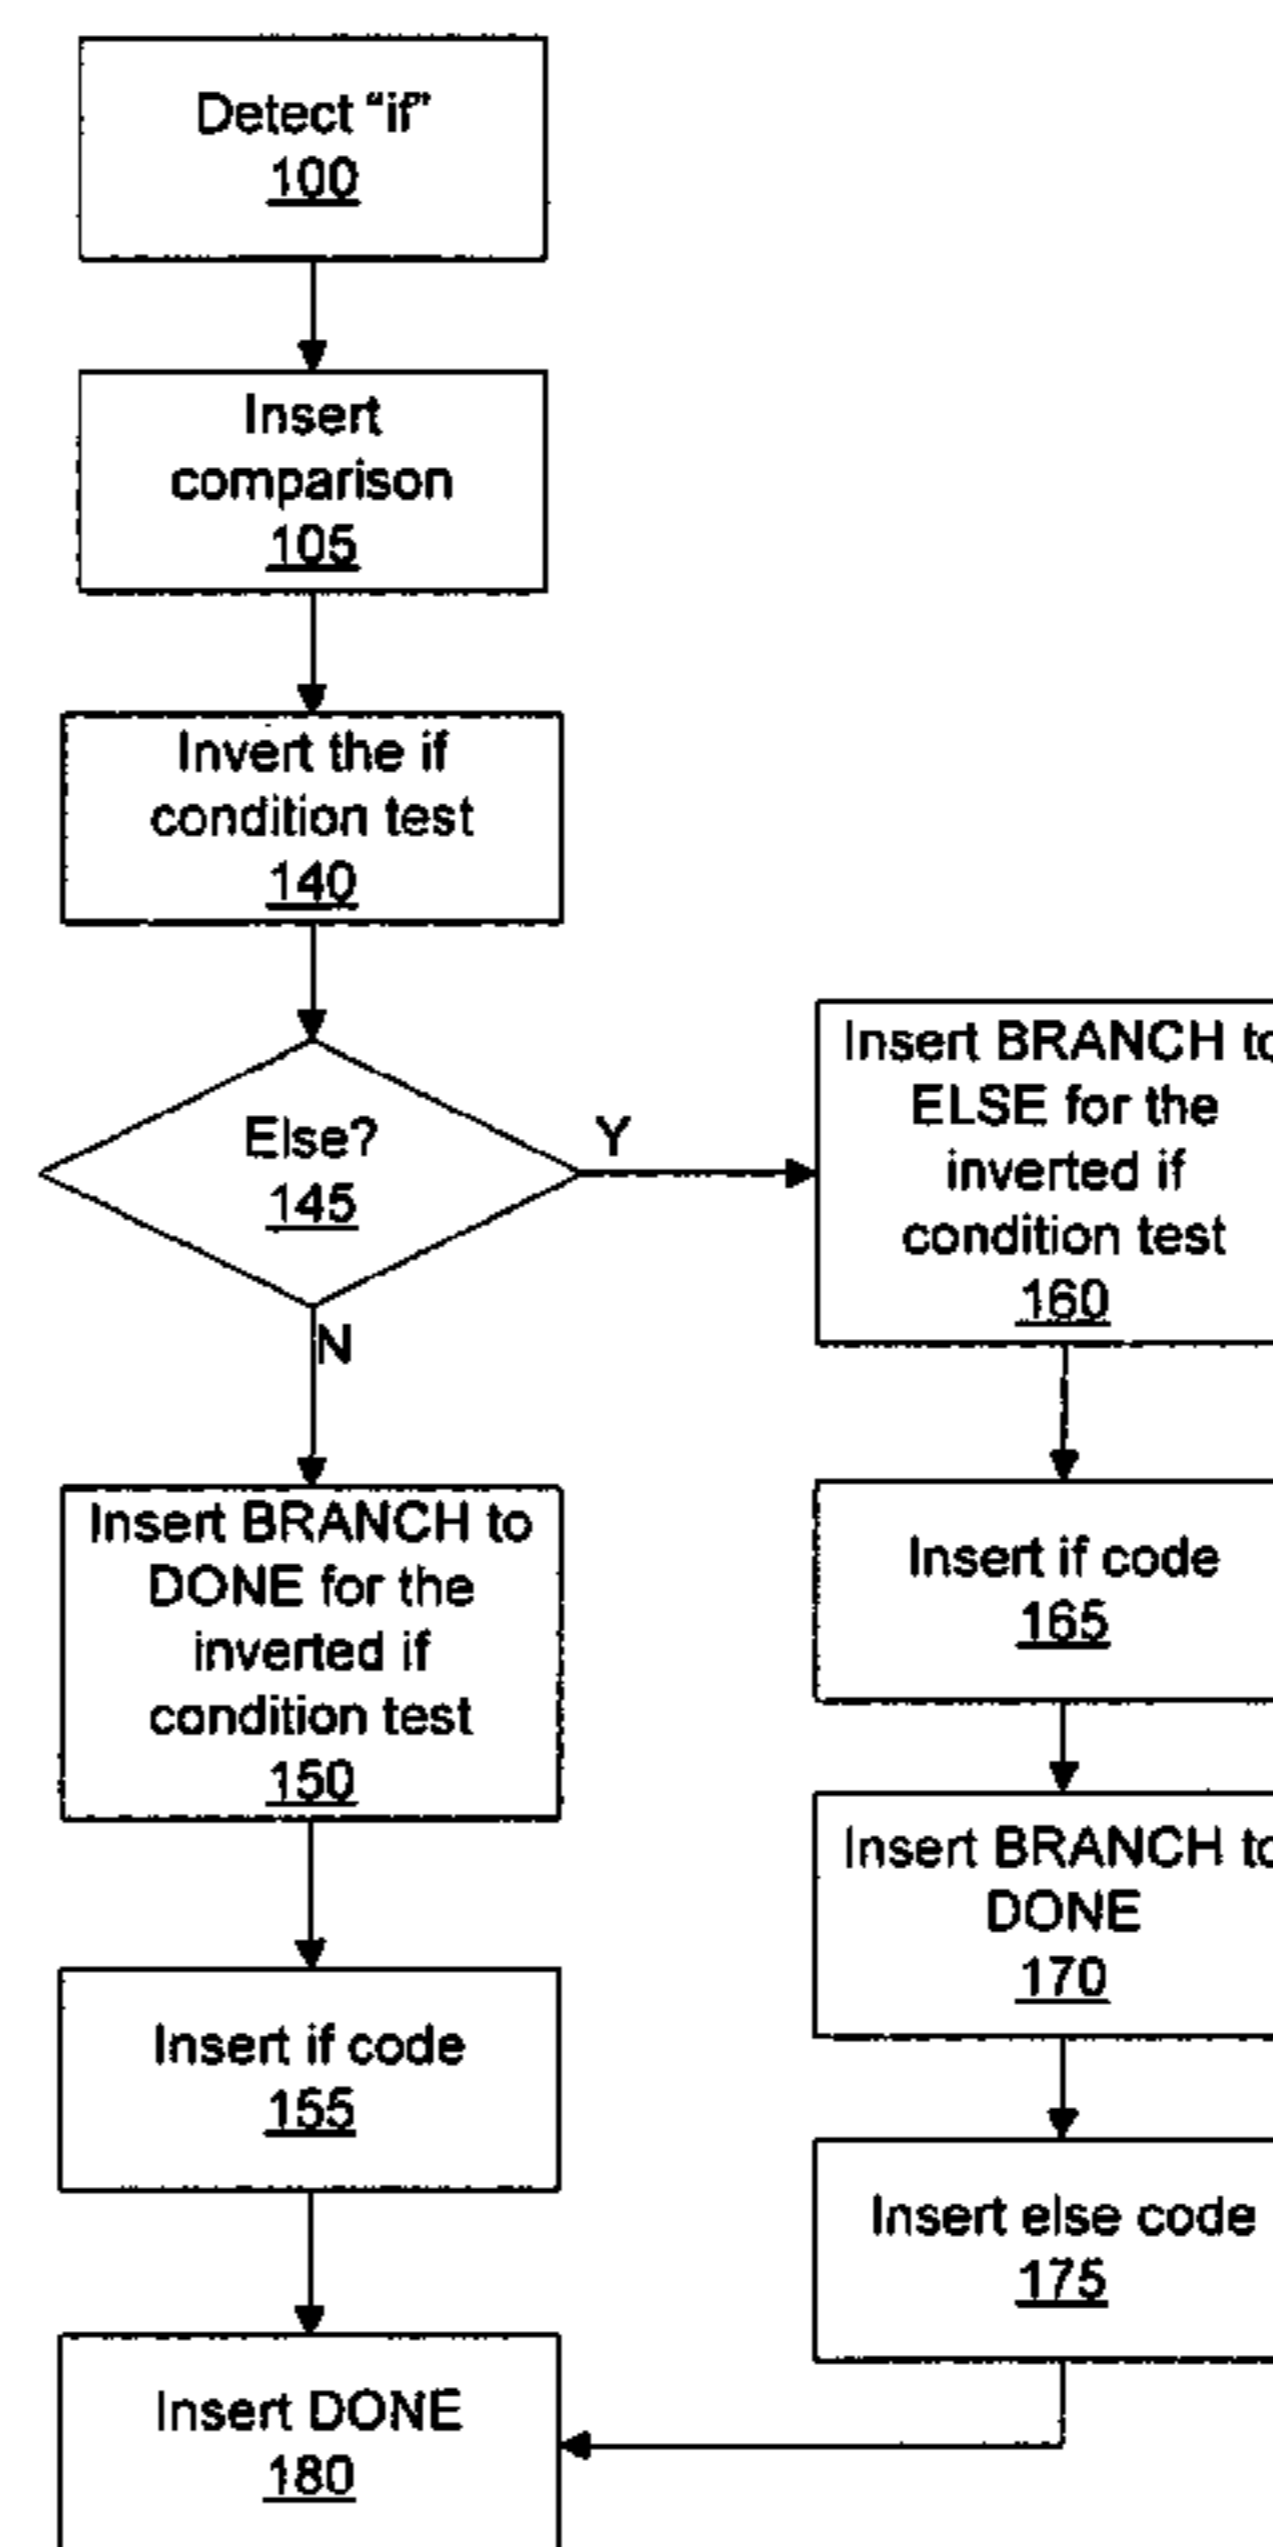 Detect “if”
100
Insert
comparison
105
Invert the if
condition test
140
Else?
145
Y
N
Insert BRANCH to
DONE for the
inverted if
condition test
150
Insert if code
155
Insert DONE
180
Insert BRANCH to
ELSE for the
inverted if
condition test
160
Insert if code
165
Insert BRANCH to
DONE
170
Insert else code
175